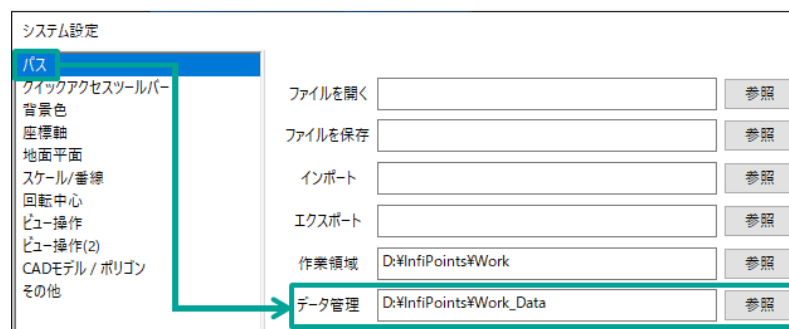 システム設定
パス
クイックアクセスツールバー
背景色
座標軸
地面平面
スケール/番線
回転中心
ビュー操作
ビュー操作(2)
CADモデル / ポリゴン
その他
ファイルを開く 参照
ファイルを保存 参照
インポート 参照
エクスポート 参照
作業領域 D:¥InfiPoints¥Work 参照
データ管理 D:¥InfiPoints¥Work_Data 参照